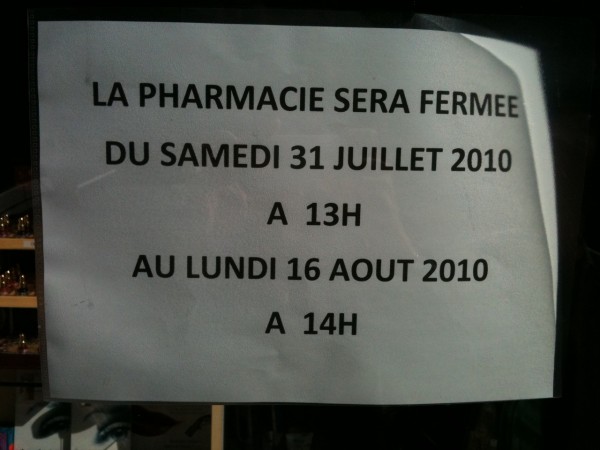 LA PHARMACIE SERA FERMEE
DU SAMEDI 31 JUILLET 2010
A 13H
AU LUNDI 16 AOUT 2010
A 14H